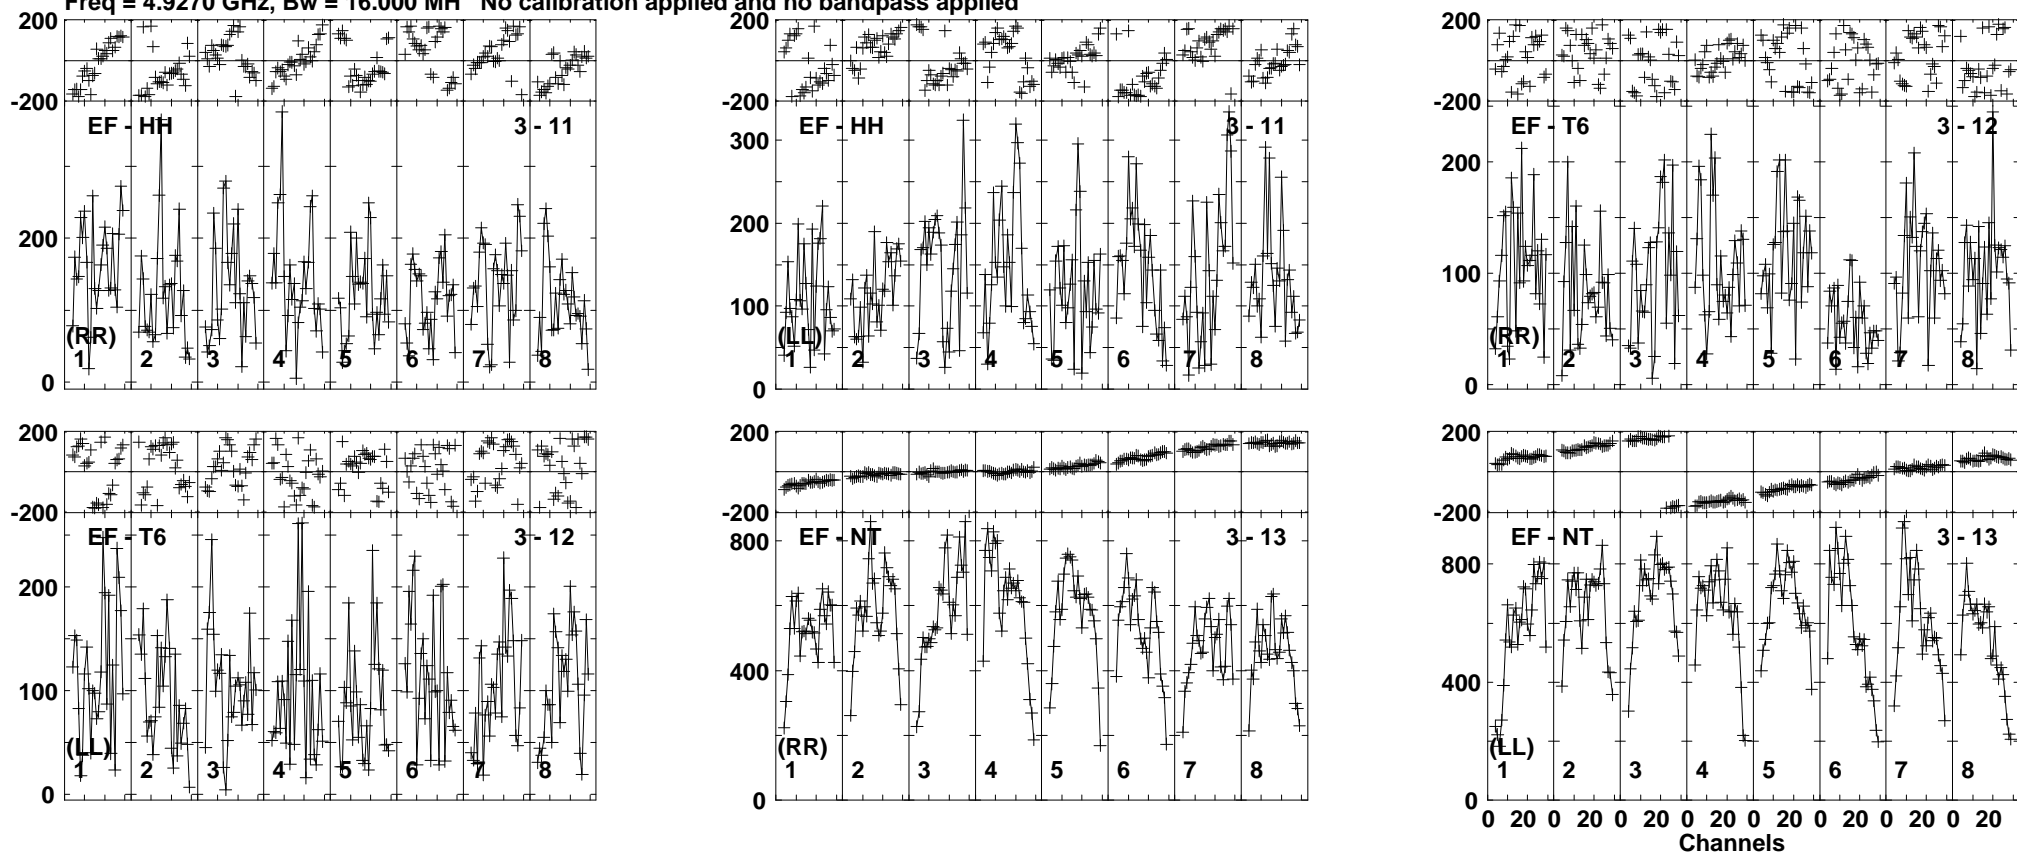 Freq = 4.9270 GHz, Bw = 16.000 MH No calibration applied and no bandpass applied
200
-200
EF - HH
3 - 11
200
0
(RR)
1 2 3 4 5 6 7 8
200
-200
EF - HH
3 - 11
300
200
100
0
(LL)
1 2 3 4 5 6 7 8
200
-200
EF - T6
3 - 12
200
100
0
(RR)
1 2 3 4 5 6 7 8
200
-200
EF - T6
3 - 12
200
100
0
(LL)
1 2 3 4 5 6 7 8
200
-200
EF - NT
3 - 13
800
400
0
(RR)
1 2 3 4 5 6 7 8
200
-200
EF - NT
3 - 13
800
400
0
(LL)
1 2 3 4 5 6 7 8
0 20 0 20 0 20 0 20 0 20 0 20 0 20 0 20
Channels